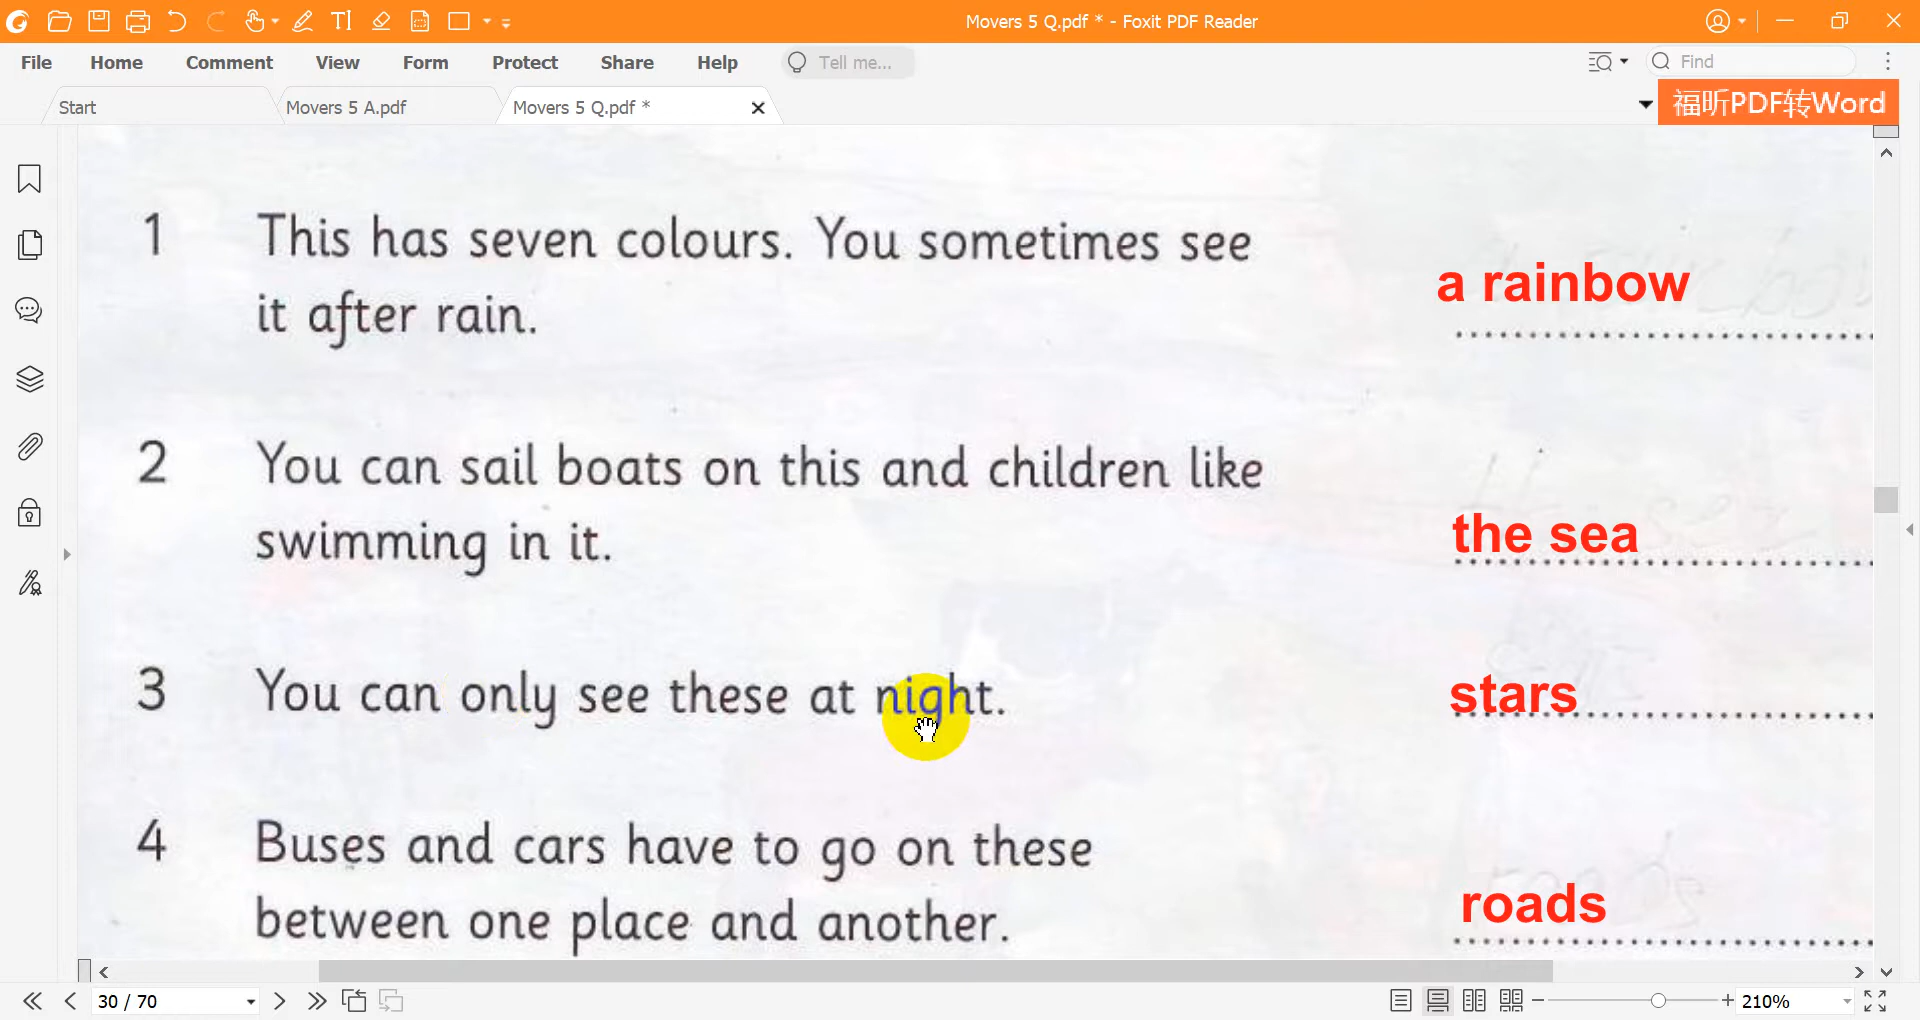 Movers 5 Q.pdf * - Foxit PDF Reader
File Home Comment View Form Protect Share Help Tell me... Find
Start Movers 5 A.pdf Movers 5 Q.pdf * 福昕PDF转Word
1 This has seven colours. You sometimes see
it after rain.
a rainbow
2 You can sail boats on this and children like
swimming in it.
the sea
3 You can only see these at night. stars
4 Buses and cars have to go on these
between one place and another.
roads
30 / 70 210%